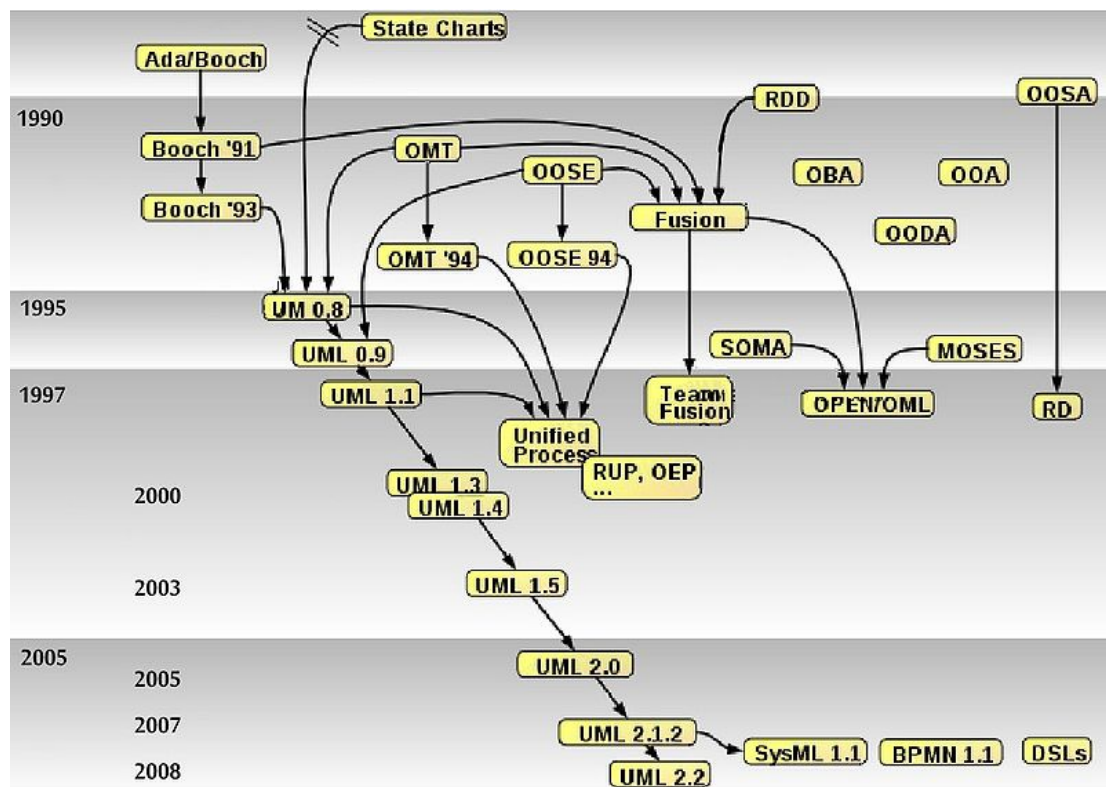 State Charts
Ada/Booch
RDD
OOSA
1990
Booch '91
OMT
OOSE
OBA
OOA
Booch '93
Fusion
OODA
OMT '94
OOSE 94
1995
UM 0.8
SOMA
MOSES
UML 0.9
1997
UML 1.1
Team
Fusion
OPEN/OML
RD
Unified
Process
RUP, OEP
...
UML 1.3
2000
UML 1.4
2003
UML 1.5
2005
UML 2.0
2005
2007
UML 2.1.2
SysML 1.1
BPMN 1.1
DSLs
2008
UML 2.2